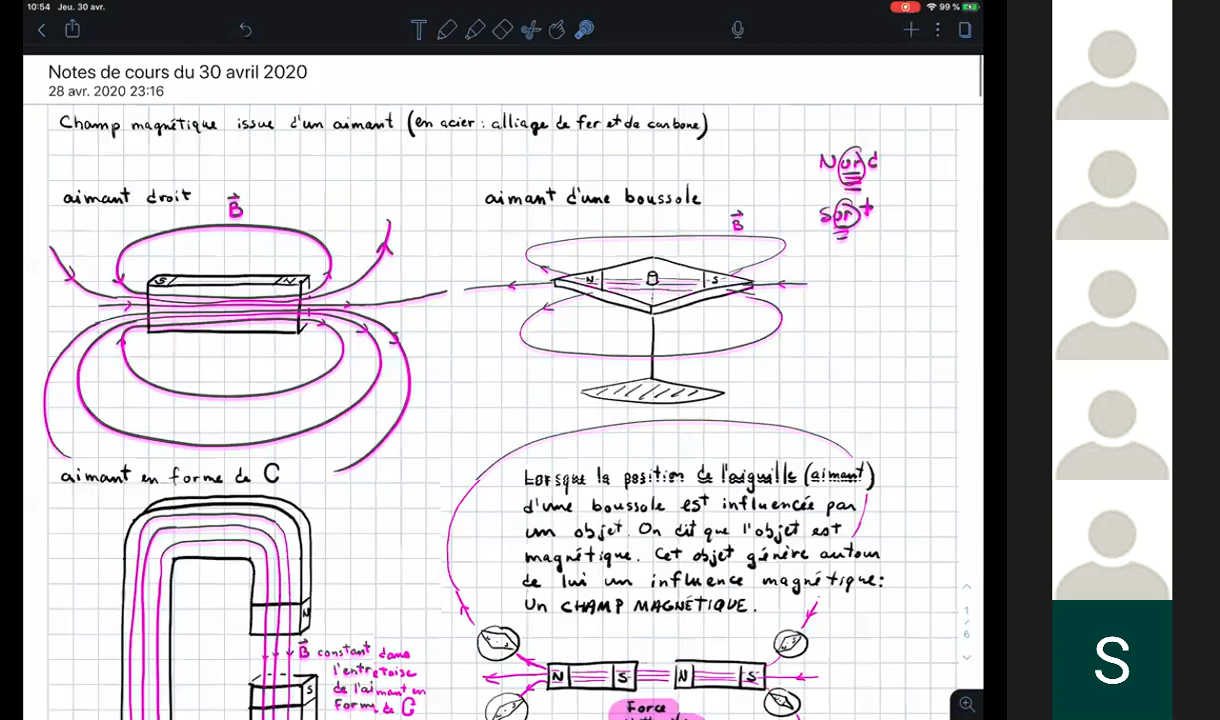 10:54 Jeu. 30 avr.
99 %
Notes de cours du 30 avril 2020
28 avr. 2020 23:16
Champ magnétique issue d'un aimant (en acier : alliage de fer et de carbone)
Nord
Sort
aimant droit
B
aimant d'une boussole
B
S
N
N
S
aimant en forme de C
Lorsque la position de l'aiguille (aimant)
d'une boussole est influencée par
un objet. On dit que l'objet est
magnétique. Cet objet génère autour
de lui un influence magnétique:
Un CHAMP MAGNÉTIQUE.
N
B constant dans
l'entretoise
de l'aimant en
forme de C
S
N
S
N
S
Force
1
6
S